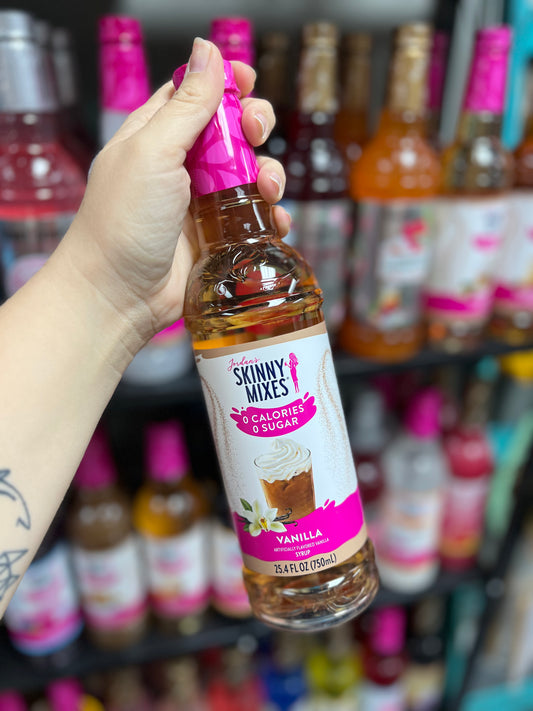 Jordan's
SKINNY
MIXES
0 CALORIES
0 SUGAR
VANILLA
ARTIFICIALLY FLAVORED VANILLA
SYRUP
25.4 FL OZ (750mL)